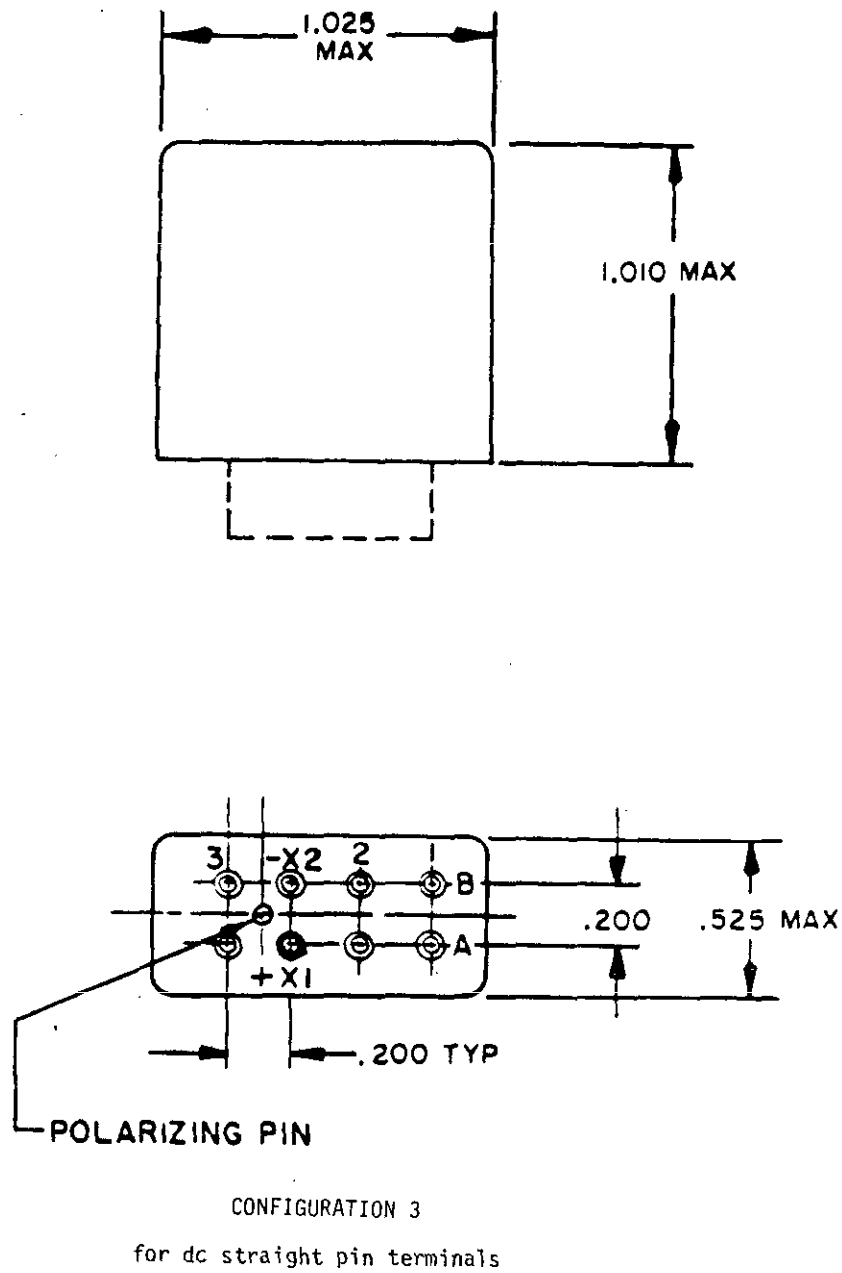 1.025
MAX
1.010 MAX
3 -X2 2 1
B
.200 .525 MAX
A
+X1
.200 TYP
POLARIZING PIN
CONFIGURATION 3
for dc straight pin terminals